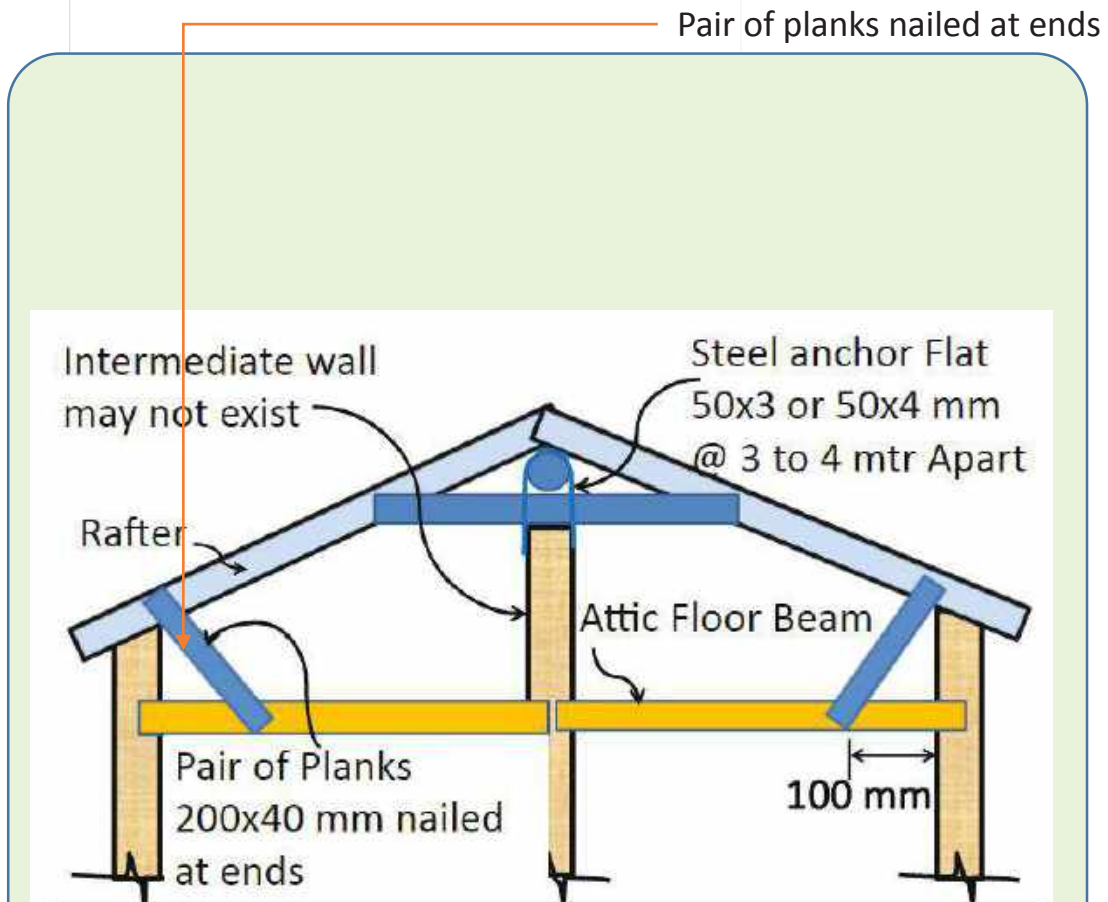 Pair of planks nailed at ends
Intermediate wall
may not exist
Steel anchor Flat
50x3 or 50x4 mm
@ 3 to 4 mtr Apart
Rafter
Attic Floor Beam
Pair of Planks
200x40 mm nailed
at ends
100 mm